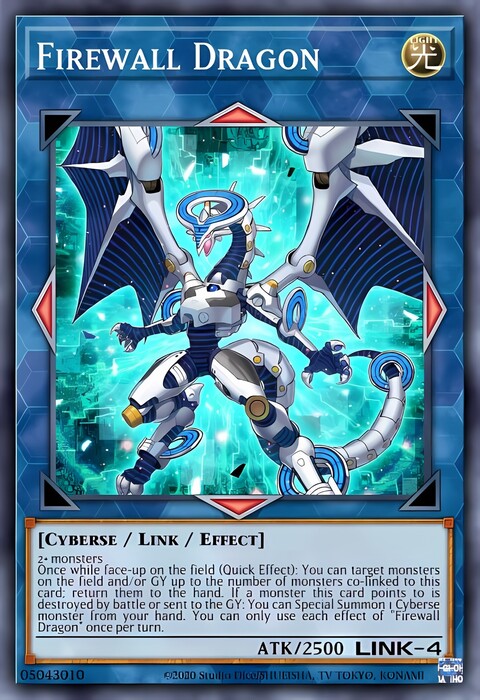 FIREWALL DRAGON
LIGHT
光
[CYBERSE / LINK / EFFECT]
2+ monsters
Once while face-up on the field (Quick Effect): You can target monsters
on the field and/or GY up to the number of monsters co-linked to this
card; return them to the hand. If a monster this card points to is
destroyed by battle or sent to the GY: You can Special Summon 1 Cyberse
monster from your hand. You can only use each effect of "Firewall
Dragon" once per turn.
ATK/2500 LINK-4
05043010
©2020 Studio Dice/SHUEISHA, TV TOKYO, KONAMI